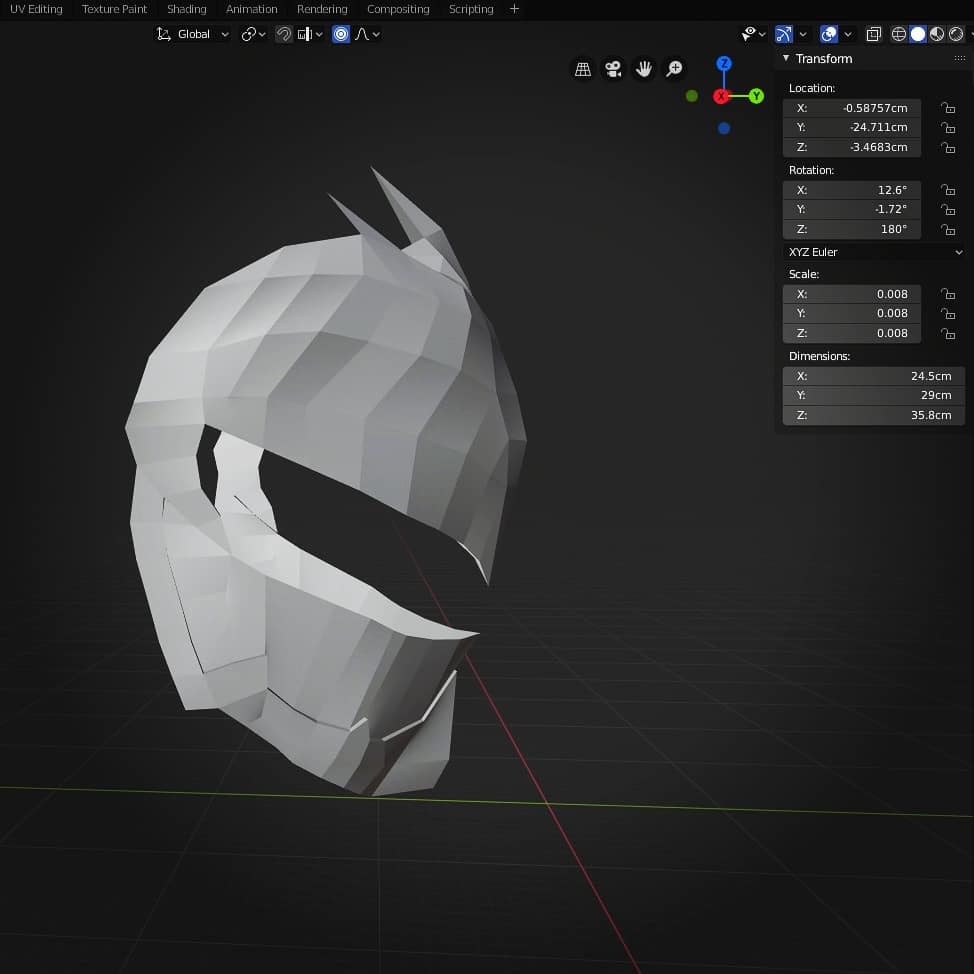 UV Editing Texture Paint Shading Animation Rendering Compositing Scripting +
Global
Z
X Y
Transform
Location:
X: -0.58757cm
Y: -24.711cm
Z: -3.4683cm
Rotation:
X: 12.6°
Y: -1.72°
Z: 180°
XYZ Euler
Scale:
X: 0.008
Y: 0.008
Z: 0.008
Dimensions:
X: 24.5cm
Y: 29cm
Z: 35.8cm